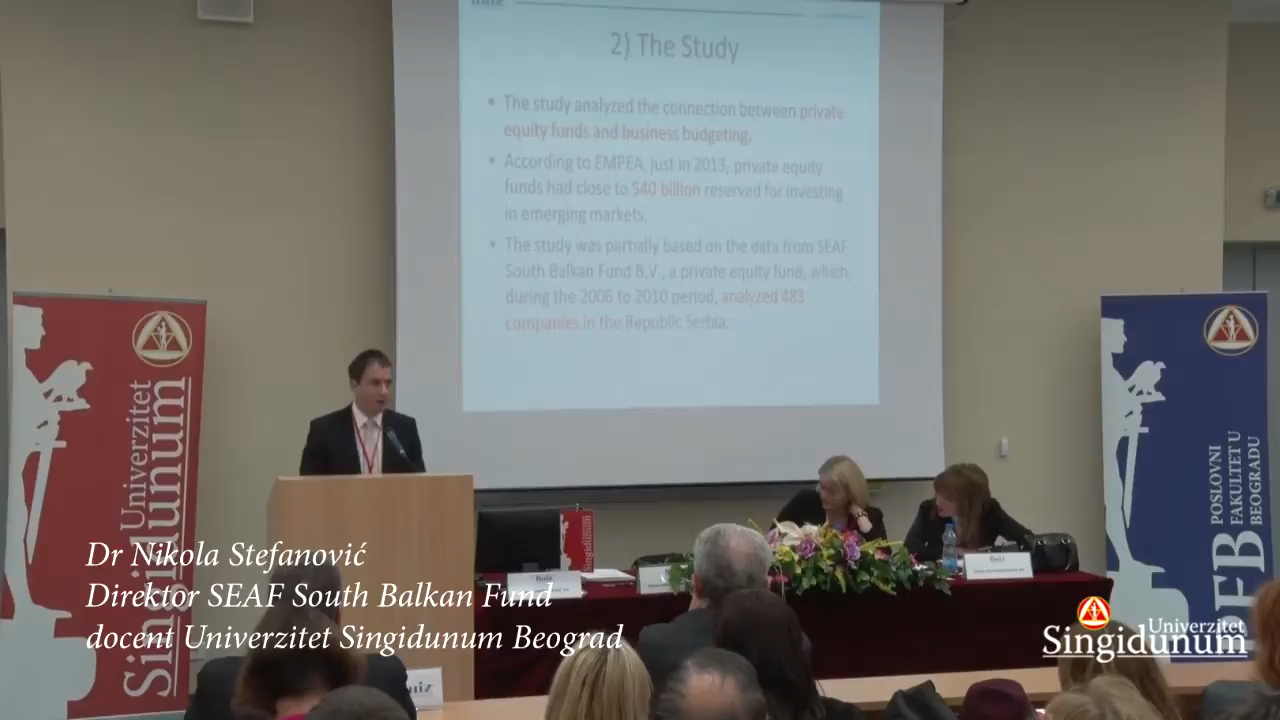 2) The Study
• The study analyzed the connection between private
equity funds and business budgeting.
• According to EMPEA, just in 2013, private equity
funds had close to $40 billion reserved for investing
in emerging markets.
• The study was partially based on the data from SEAF
South Balkan Fund B.V., a private equity fund, which,
during the 2006 to 2010 period, analyzed 483
companies in the Republic Serbia.
Univerzitet
Singidunum
POSLOVNI
FAKULTET U
BEOGRADU
PFB
Singidunum
Dr Nikola Stefanović
Direktor SEAF South Balkan Fund
docent Univerzitet Singidunum Beograd
Univerzitet
Singidunum